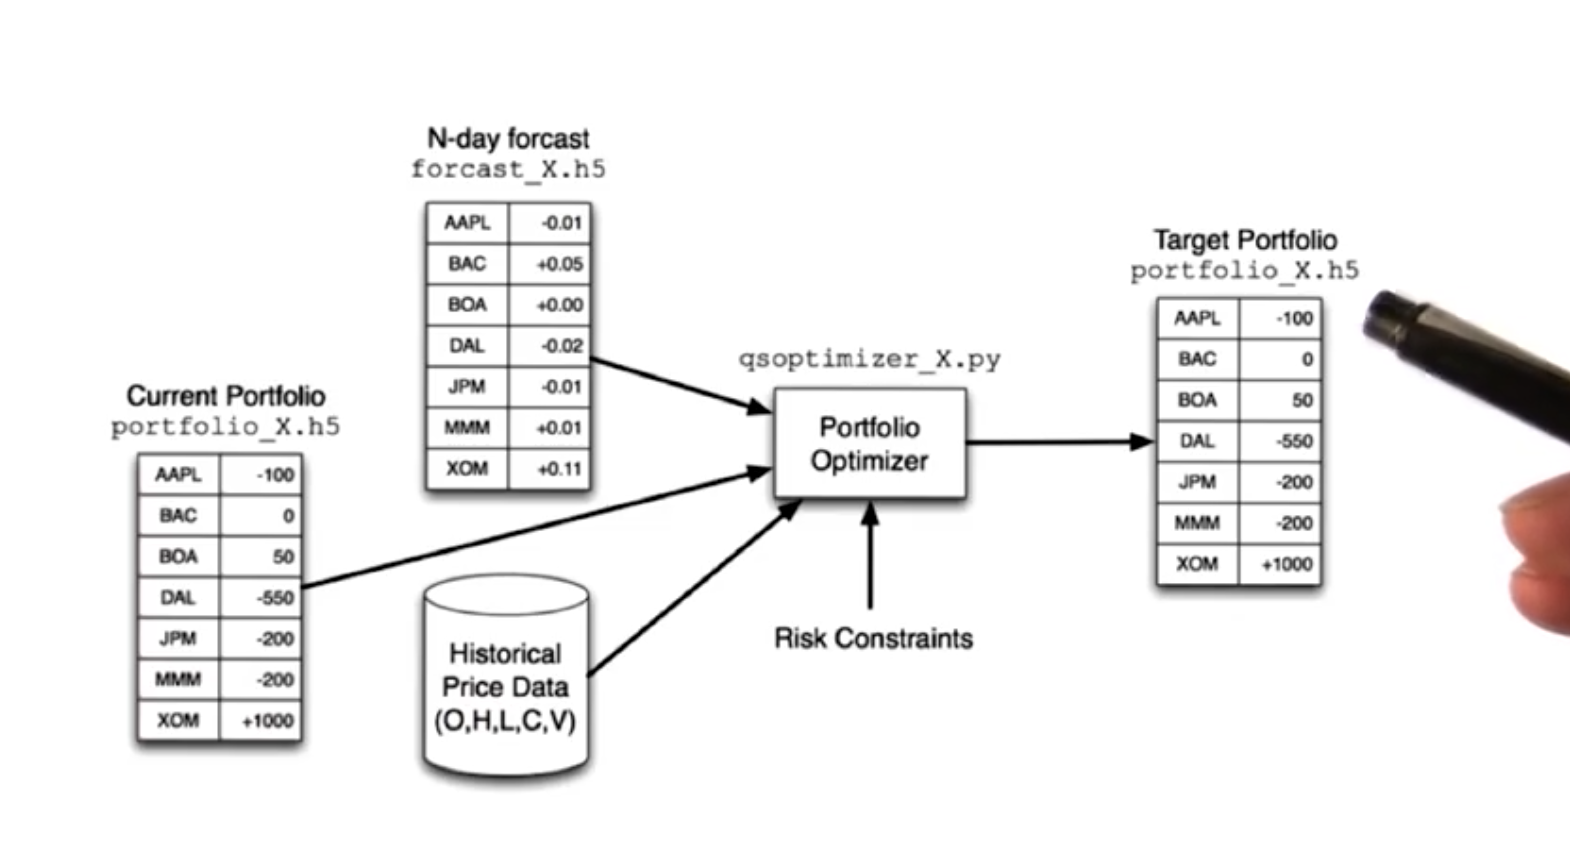 N-day forcast
forcast_X.h5
AAPL -0.01
BAC +0.05
BOA +0.00
DAL -0.02
JPM -0.01
MMM +0.01
XOM +0.11
Current Portfolio
portfolio_X.h5
AAPL -100
BAC 0
BOA 50
DAL -550
JPM -200
MMM -200
XOM +1000
Historical
Price Data
(O,H,L,C,V)
qsoptimizer_X.py
Portfolio
Optimizer
Risk Constraints
Target Portfolio
portfolio_X.h5
AAPL -100
BAC 0
BOA 50
DAL -550
JPM -200
MMM -200
XOM +1000